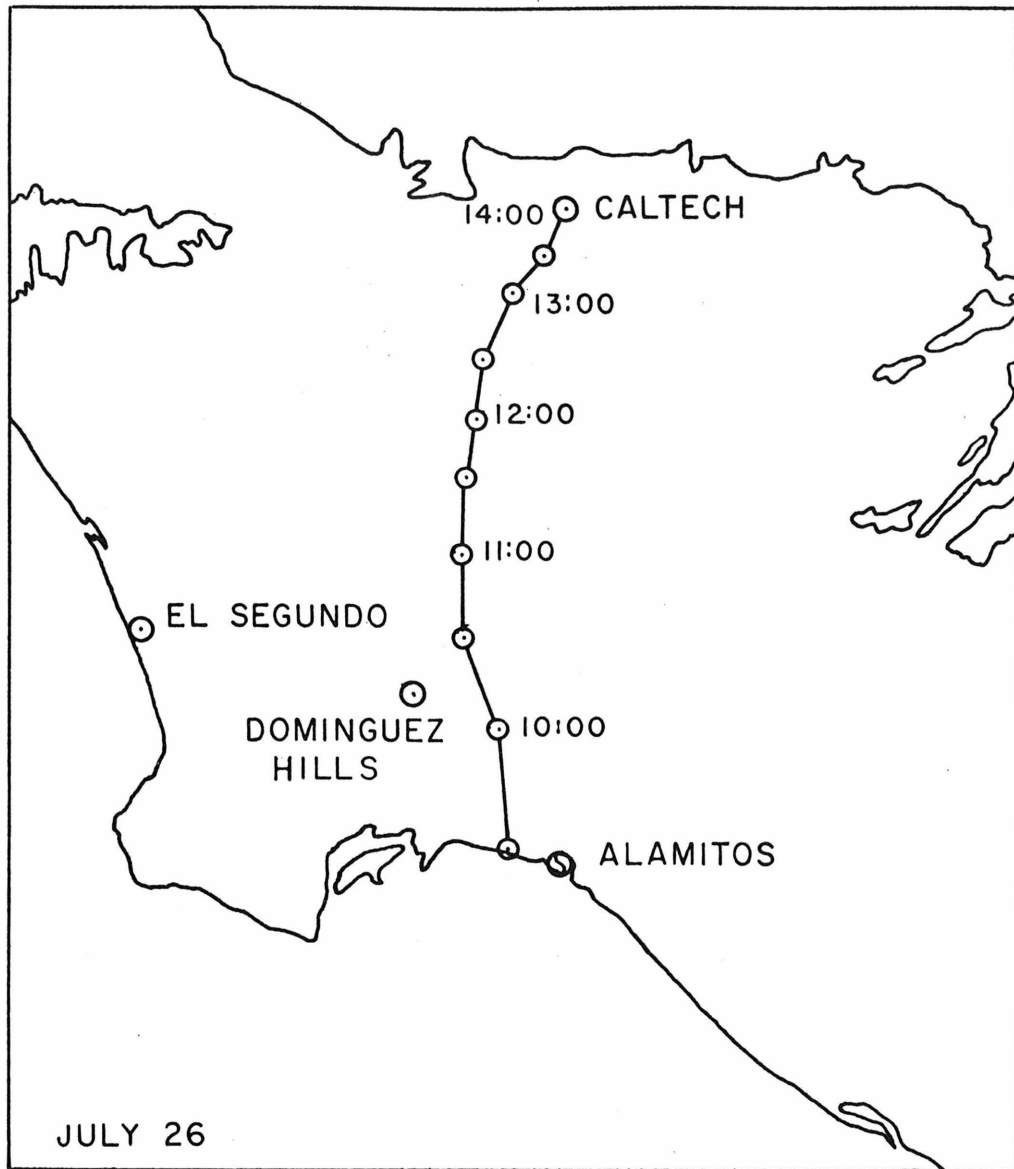 14:00 CALTECH
13:00
12:00
11:00
EL SEGUNDO
DOMINGUEZ
HILLS
10:00
ALAMITOS
JULY 26